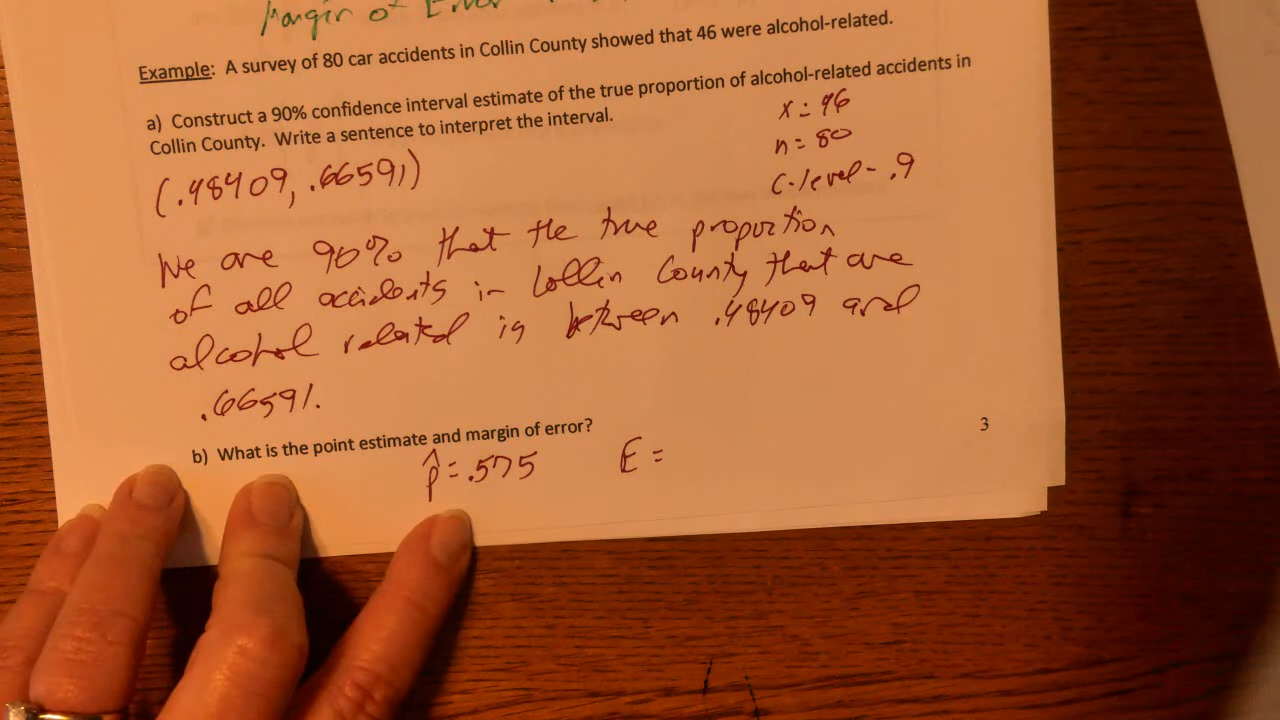 Margin of Error
Example: A survey of 80 car accidents in Collin County showed that 46 were alcohol-related.
a) Construct a 90% confidence interval estimate of the true proportion of alcohol-related accidents in
Collin County. Write a sentence to interpret the interval.
x = 46
n = 80
C-level = .9
(.48409, .66591)
We are 90% that the true proportion
of all accidents in Collin County that are
alcohol related is between .48409 and
.66591.
b) What is the point estimate and margin of error?
p̂ = .575 E =
3